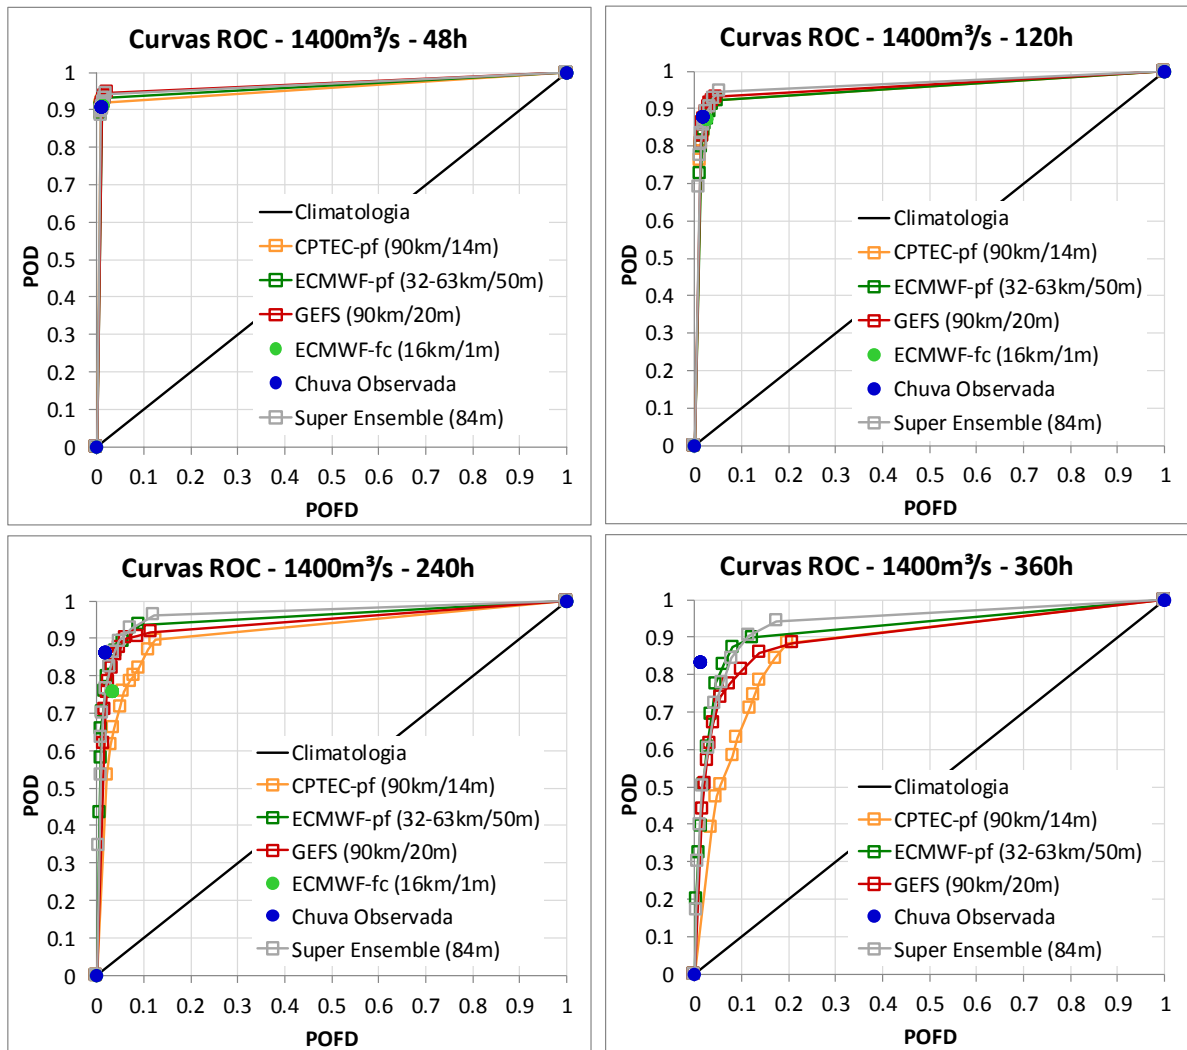 Curvas ROC - 1400m³/s - 48h
1
0.9
0.8
0.7
0.6
0.5
0.4
0.3
0.2
0.1
0
POD
Climatologia
CPTEC-pf (90km/14m)
ECMWF-pf (32-63km/50m)
GEFS (90km/20m)
ECMWF-fc (16km/1m)
Chuva Observada
Super Ensemble (84m)
0 0.1 0.2 0.3 0.4 0.5 0.6 0.7 0.8 0.9 1
POFD
Curvas ROC - 1400m³/s - 120h
1
0.9
0.8
0.7
0.6
0.5
0.4
0.3
0.2
0.1
0
POD
Climatologia
CPTEC-pf (90km/14m)
ECMWF-pf (32-63km/50m)
GEFS (90km/20m)
ECMWF-fc (16km/1m)
Chuva Observada
Super Ensemble (84m)
0 0.1 0.2 0.3 0.4 0.5 0.6 0.7 0.8 0.9 1
POFD
Curvas ROC - 1400m³/s - 240h
1
0.9
0.8
0.7
0.6
0.5
0.4
0.3
0.2
0.1
0
POD
Climatologia
CPTEC-pf (90km/14m)
ECMWF-pf (32-63km/50m)
GEFS (90km/20m)
ECMWF-fc (16km/1m)
Chuva Observada
Super Ensemble (84m)
0 0.1 0.2 0.3 0.4 0.5 0.6 0.7 0.8 0.9 1
POFD
Curvas ROC - 1400m³/s - 360h
1
0.9
0.8
0.7
0.6
0.5
0.4
0.3
0.2
0.1
0
POD
Climatologia
CPTEC-pf (90km/14m)
ECMWF-pf (32-63km/50m)
GEFS (90km/20m)
Chuva Observada
Super Ensemble (84m)
0 0.1 0.2 0.3 0.4 0.5 0.6 0.7 0.8 0.9 1
POFD